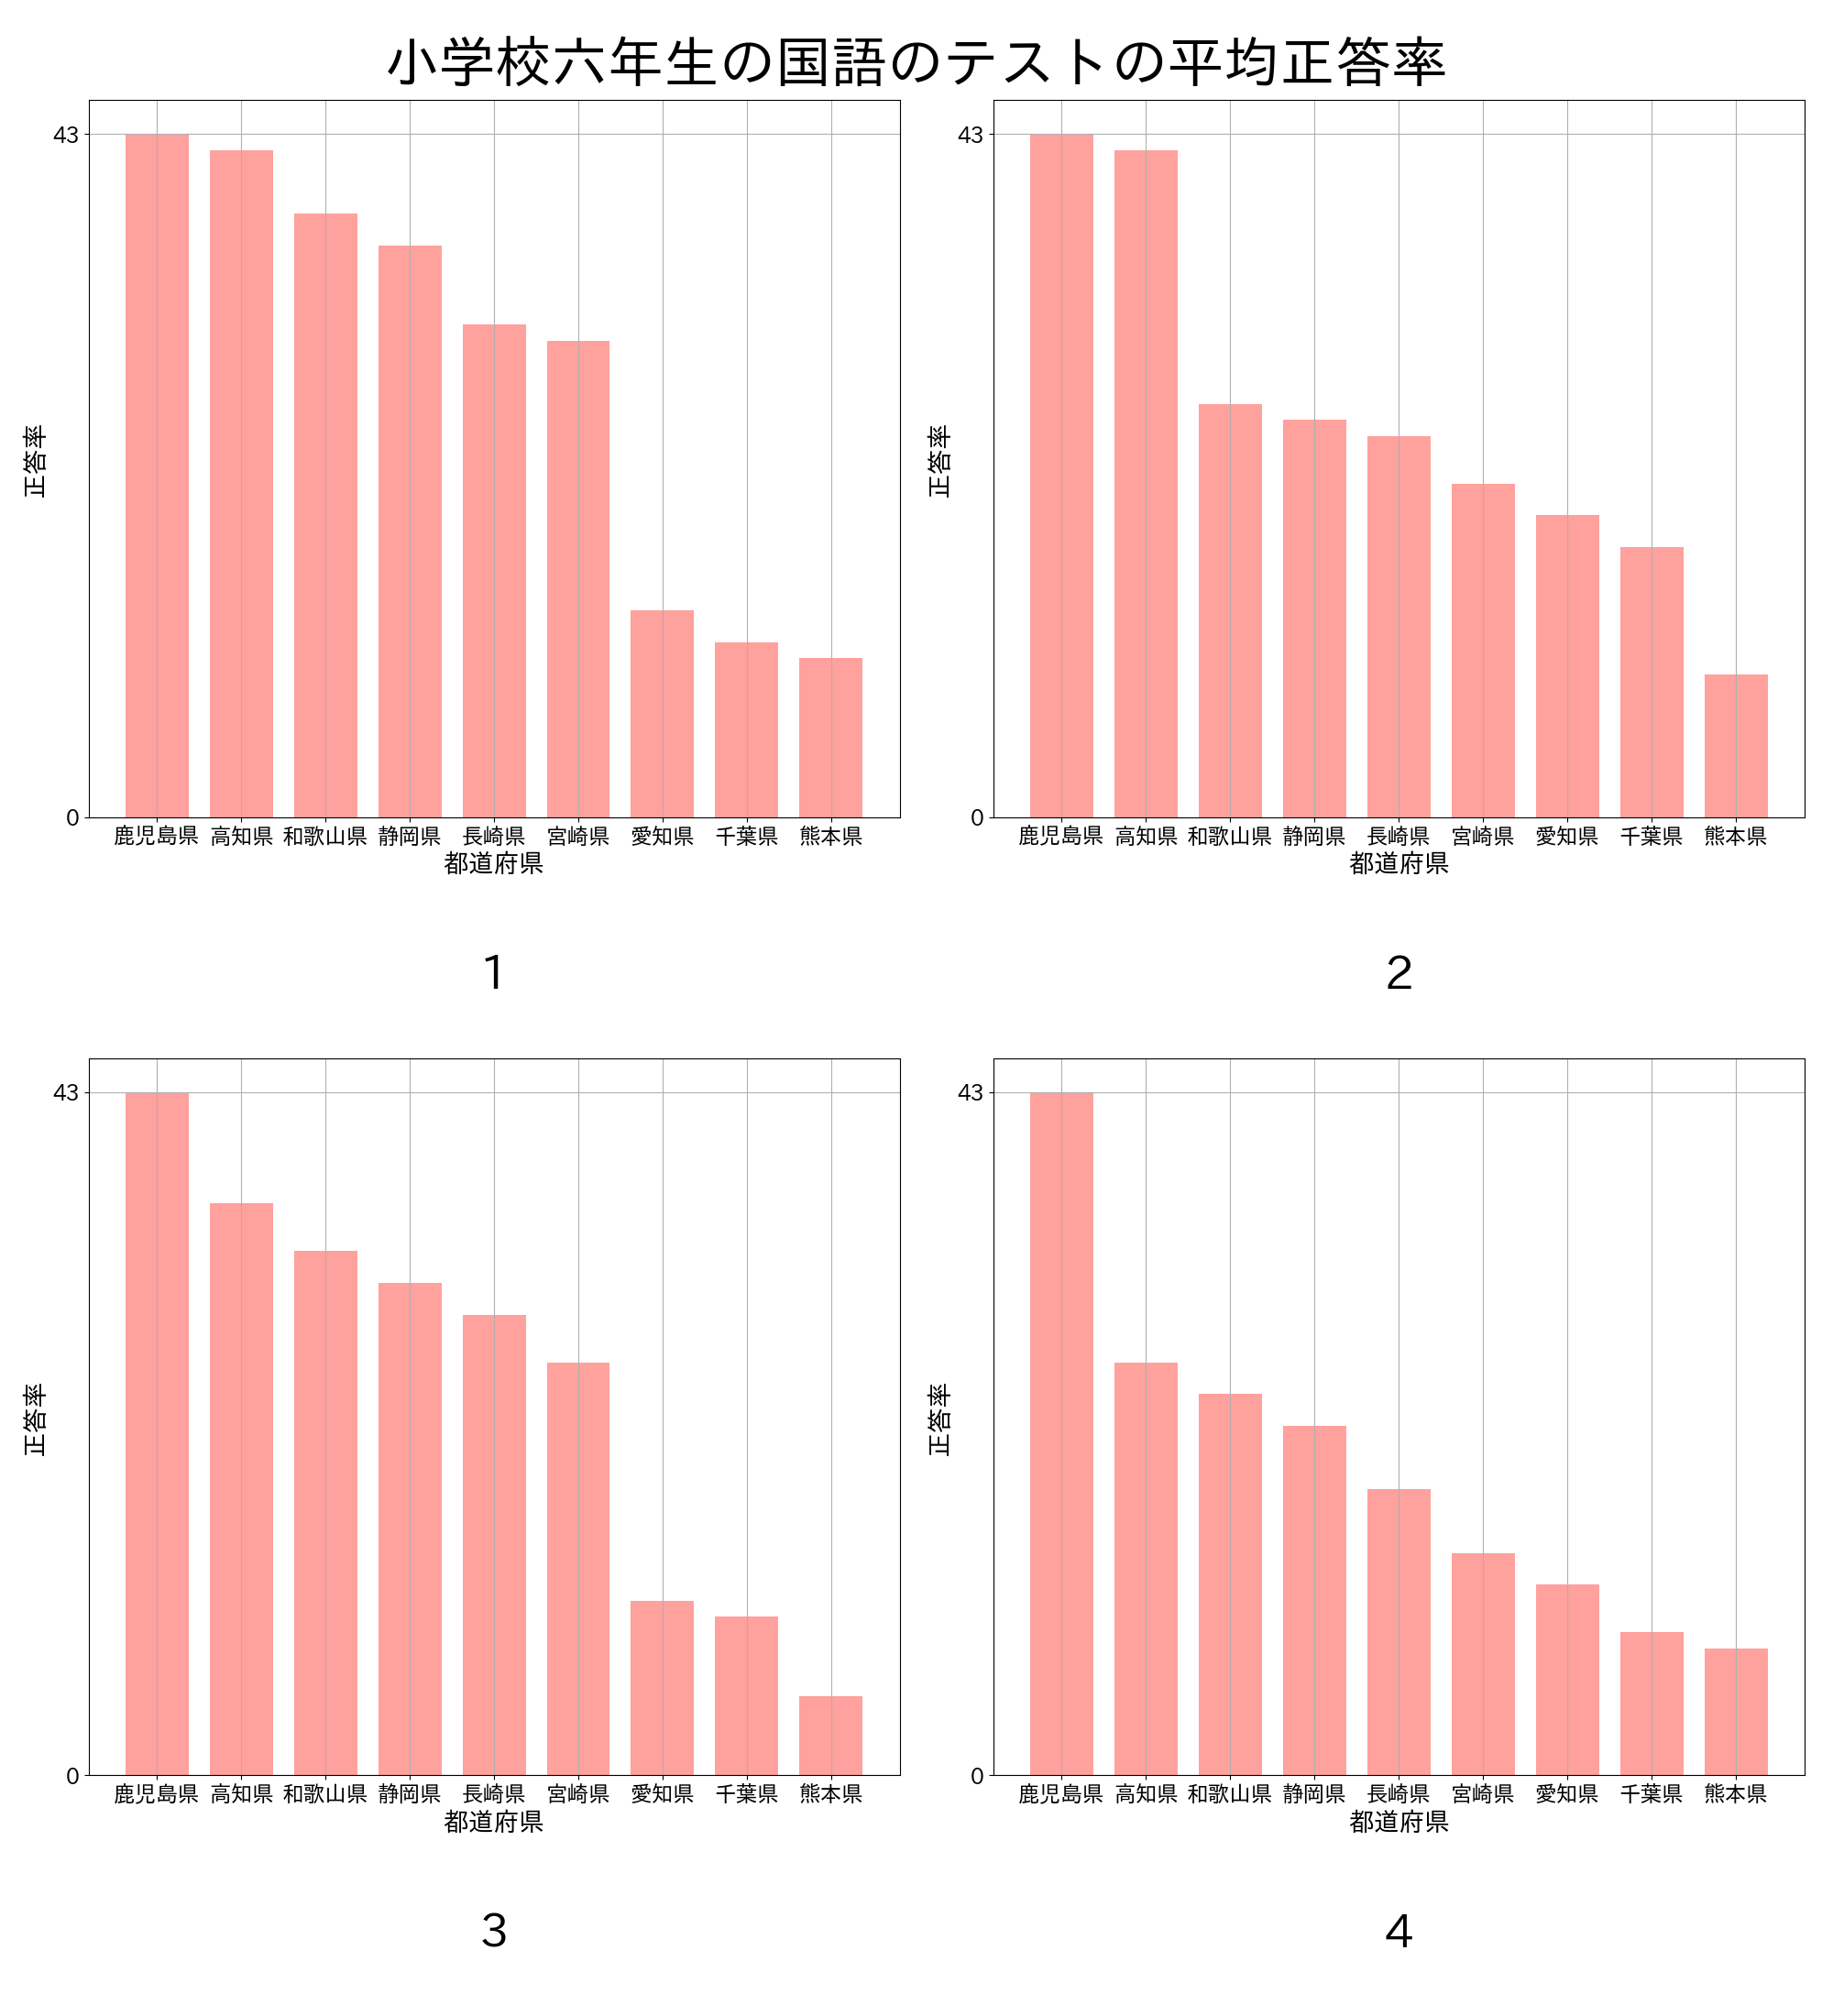 小学校六年生の国語のテストの平均正答率
43
0
正答率
鹿児島県 高知県 和歌山県 静岡県 長崎県 宮崎県 愛知県 千葉県 熊本県
都道府県
1
43
0
正答率
鹿児島県 高知県 和歌山県 静岡県 長崎県 宮崎県 愛知県 千葉県 熊本県
都道府県
2
43
0
正答率
鹿児島県 高知県 和歌山県 静岡県 長崎県 宮崎県 愛知県 千葉県 熊本県
都道府県
3
43
0
正答率
鹿児島県 高知県 和歌山県 静岡県 長崎県 宮崎県 愛知県 千葉県 熊本県
都道府県
4